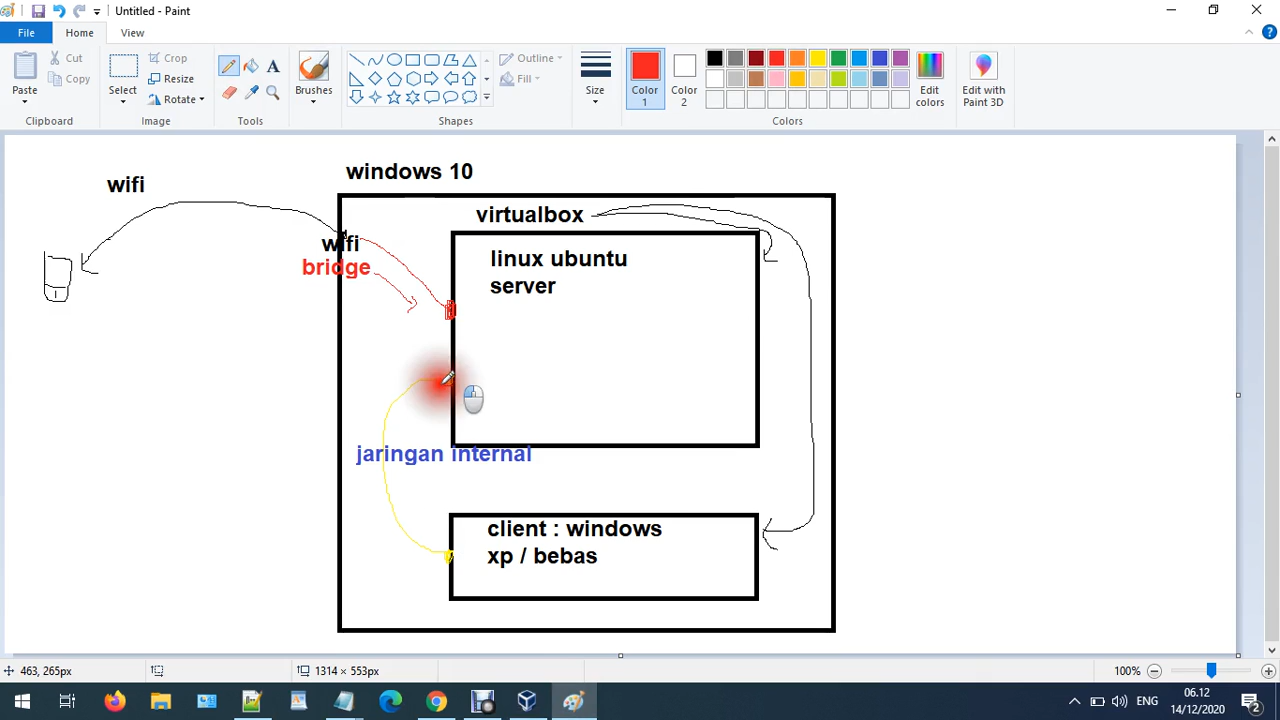 Untitled - Paint
File
Home
View
Paste
Cut
Copy
Clipboard
Select
Crop
Resize
Rotate
Image
A
Tools
Brushes
Outline
Fill
Shapes
Size
Color
1
Color
2
Edit
colors
Edit with
Paint 3D
Colors
windows 10
wifi
virtualbox
wifi
bridge
linux ubuntu
server
jaringan internal
client : windows
xp / bebas
463, 265px
1314 × 553px
100%
ENG
06.12
14/12/2020
2